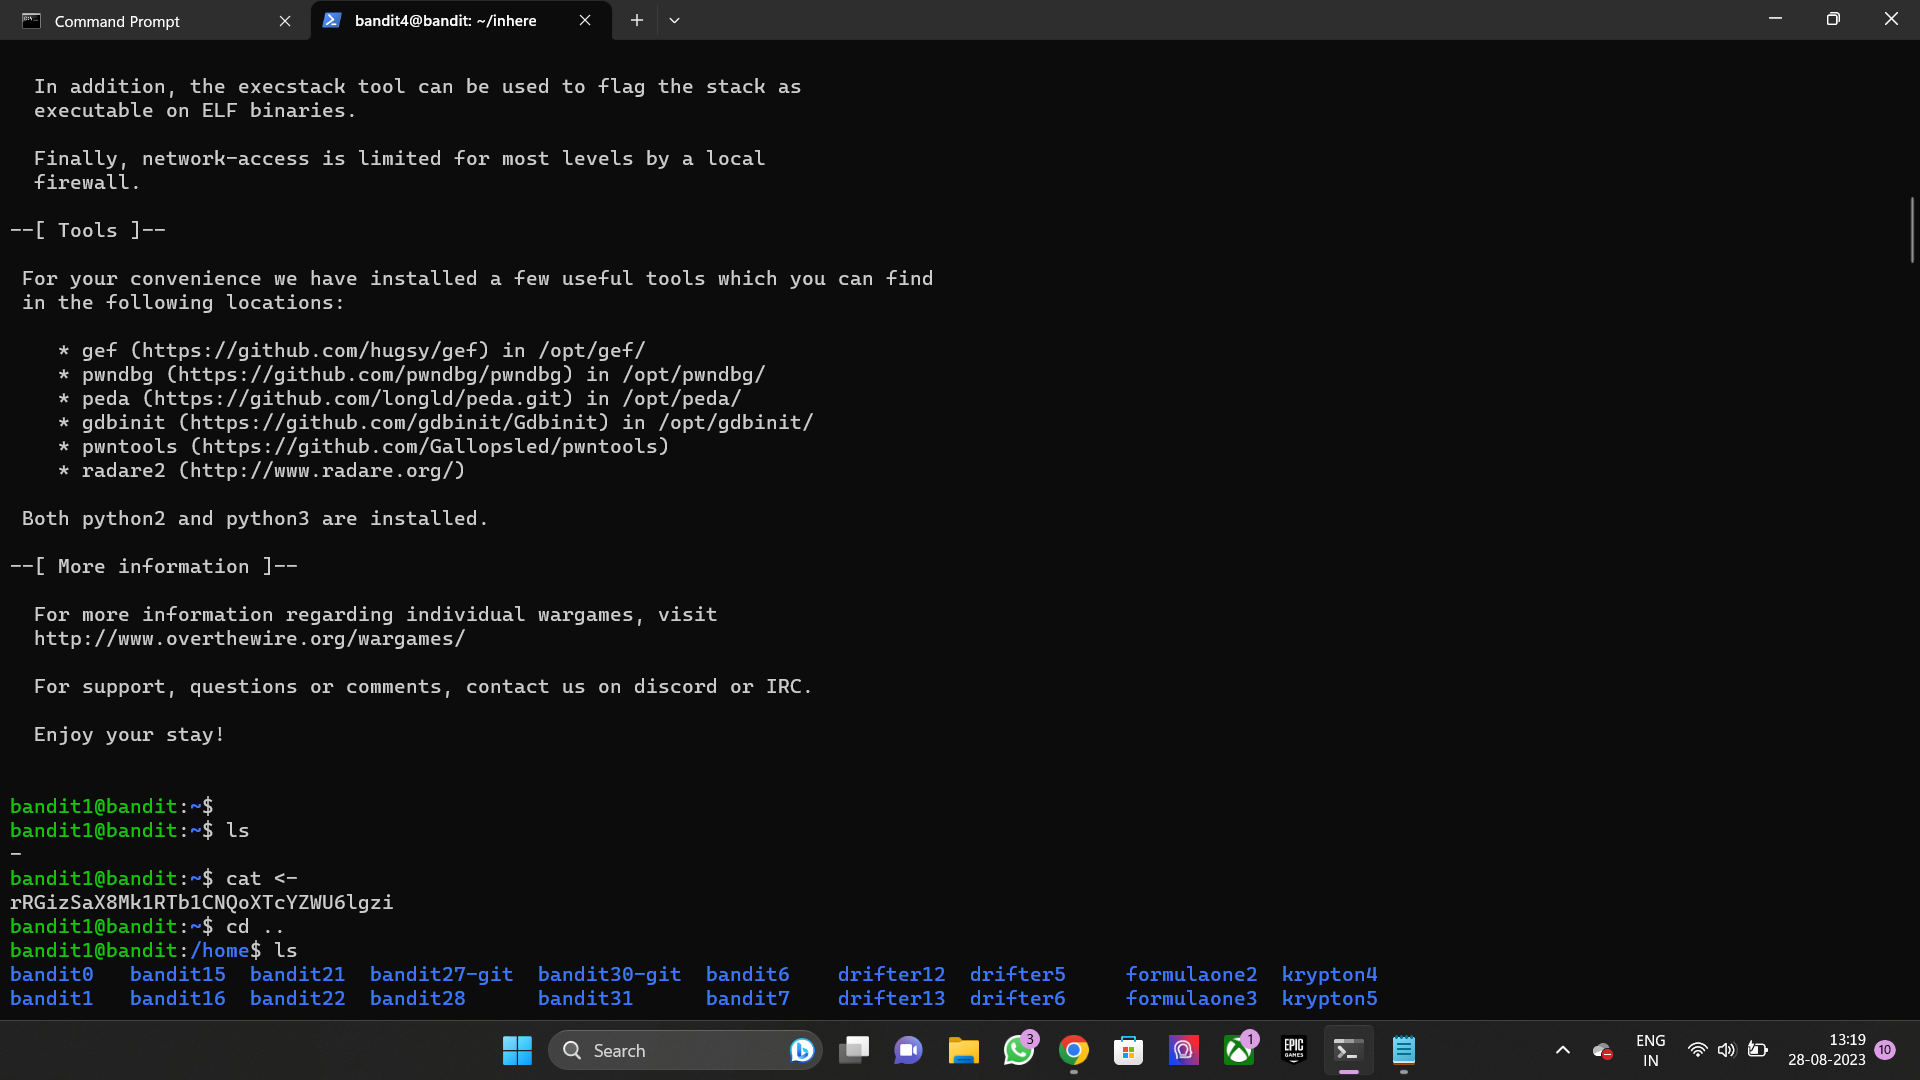 Command Prompt
bandit4@bandit: ~/inhere
In addition, the execstack tool can be used to flag the stack as
executable on ELF binaries.
Finally, network-access is limited for most levels by a local
firewall.
--[ Tools ]--
For your convenience we have installed a few useful tools which you can find
in the following locations:
* gef (https://github.com/hugsy/gef) in /opt/gef/
* pwndbg (https://github.com/pwndbg/pwndbg) in /opt/pwndbg/
* peda (https://github.com/longld/peda.git) in /opt/peda/
* gdbinit (https://github.com/gdbinit/Gdbinit) in /opt/gdbinit/
* pwntools (https://github.com/Gallopsled/pwntools)
* radare2 (http://www.radare.org/)
Both python2 and python3 are installed.
--[ More information ]--
For more information regarding individual wargames, visit
http://www.overthewire.org/wargames/
For support, questions or comments, contact us on discord or IRC.
Enjoy your stay!
bandit1@bandit:~$
bandit1@bandit:~$ ls
-
bandit1@bandit:~$ cat <-
rRGizSaX8Mk1RTb1CNQoXTcYZWU6lgzi
bandit1@bandit:~$ cd ..
bandit1@bandit:/home$ ls
bandit0 bandit15 bandit21 bandit27-git bandit30-git bandit6 drifter12 drifter5 formulaone2 krypton4
bandit1 bandit16 bandit22 bandit28 bandit31 bandit7 drifter13 drifter6 formulaone3 krypton5
Search
3
1
EPIC
GAMES
ENG
IN
13:19
28-08-2023
10